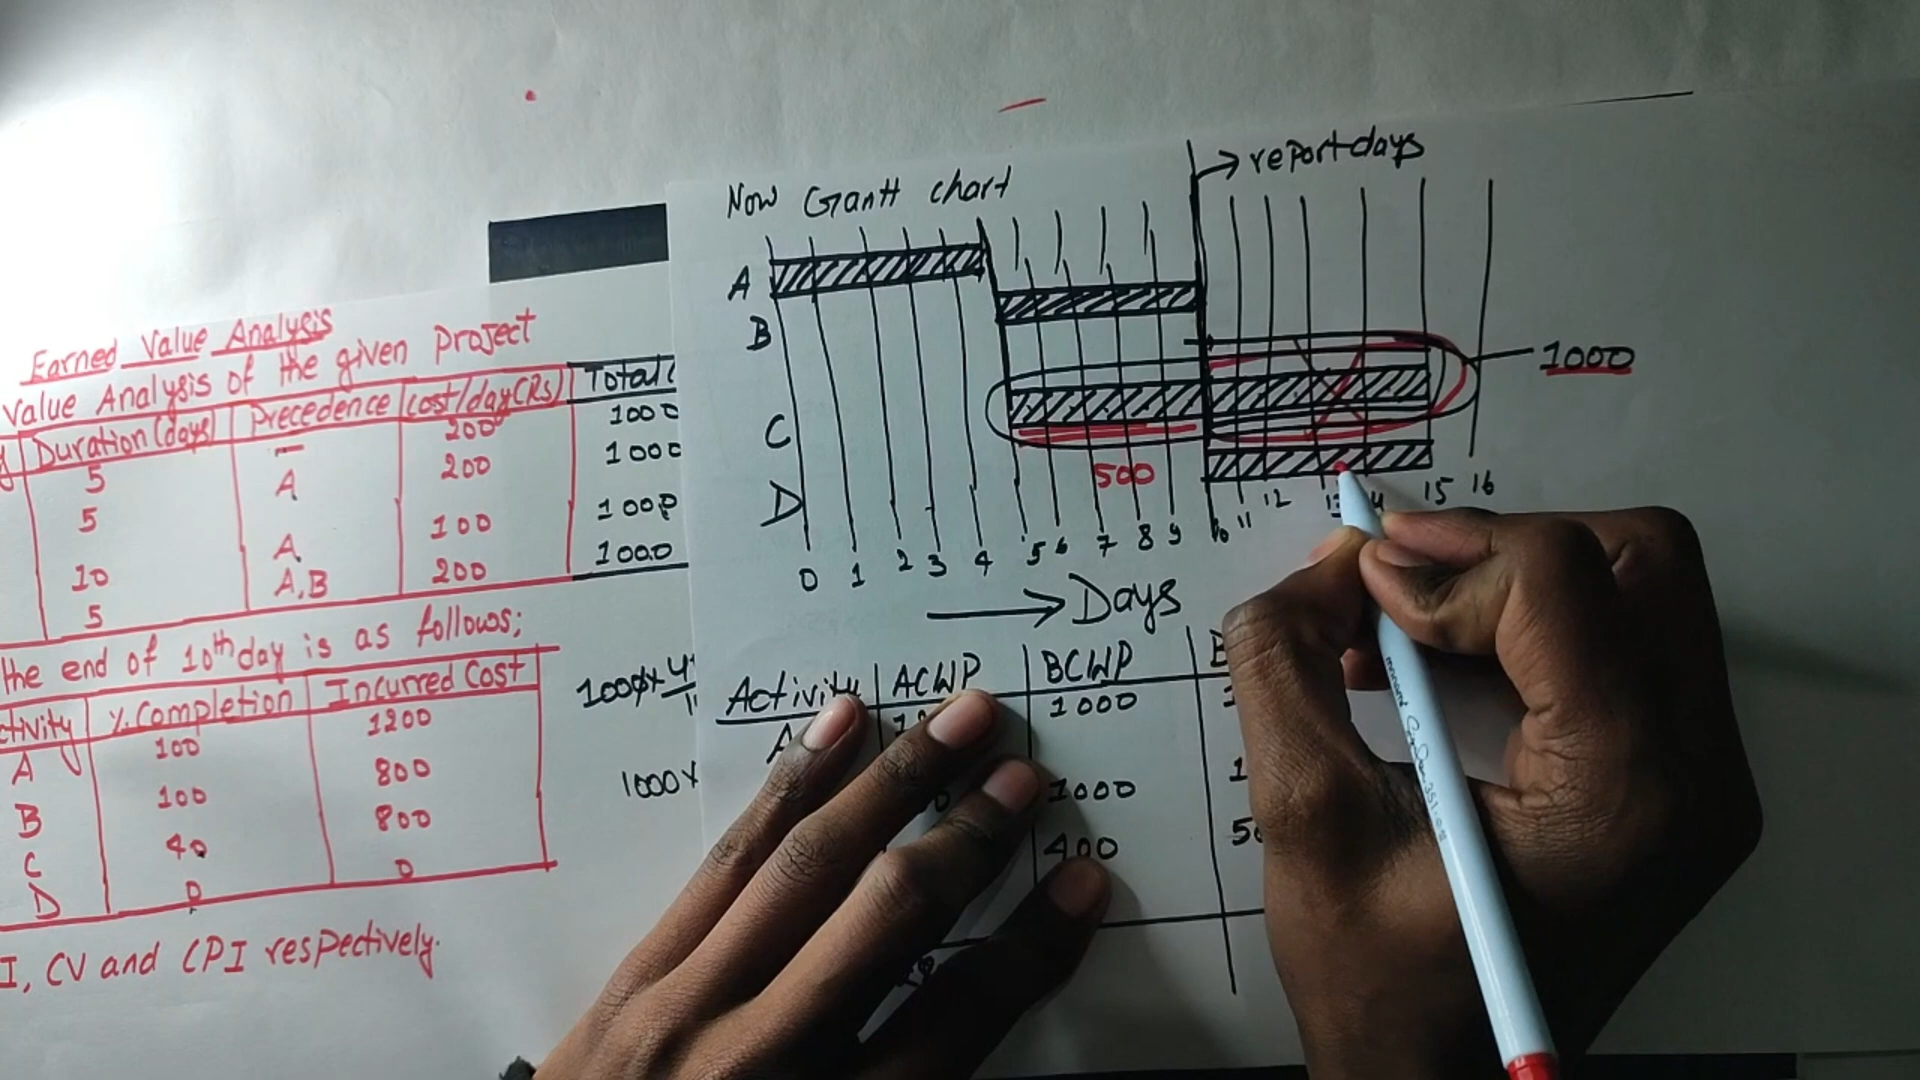 Earned Value Analysis
Value Analysis of the given Project
Duration(days) Precedence Cost/day(Rs) Total
5 — 200 1000
5 A 200 1000
10 A 100 1000
5 A,B 200 1000
the end of 10th day is as follows;
ctivity %Completion Incurred Cost
A 100 1200
B 100 800
C 40 800
D 0 0
I, CV and CPI respectively.
1000×
1000×
Now Gantt chart
→ report days
A
B
C
D
1000
500
0 1 2 3 4 5 6 7 8 9 10 11 12 13 15 16
→ Days
Activity ACWP BCWP B
A 1000
1000
400